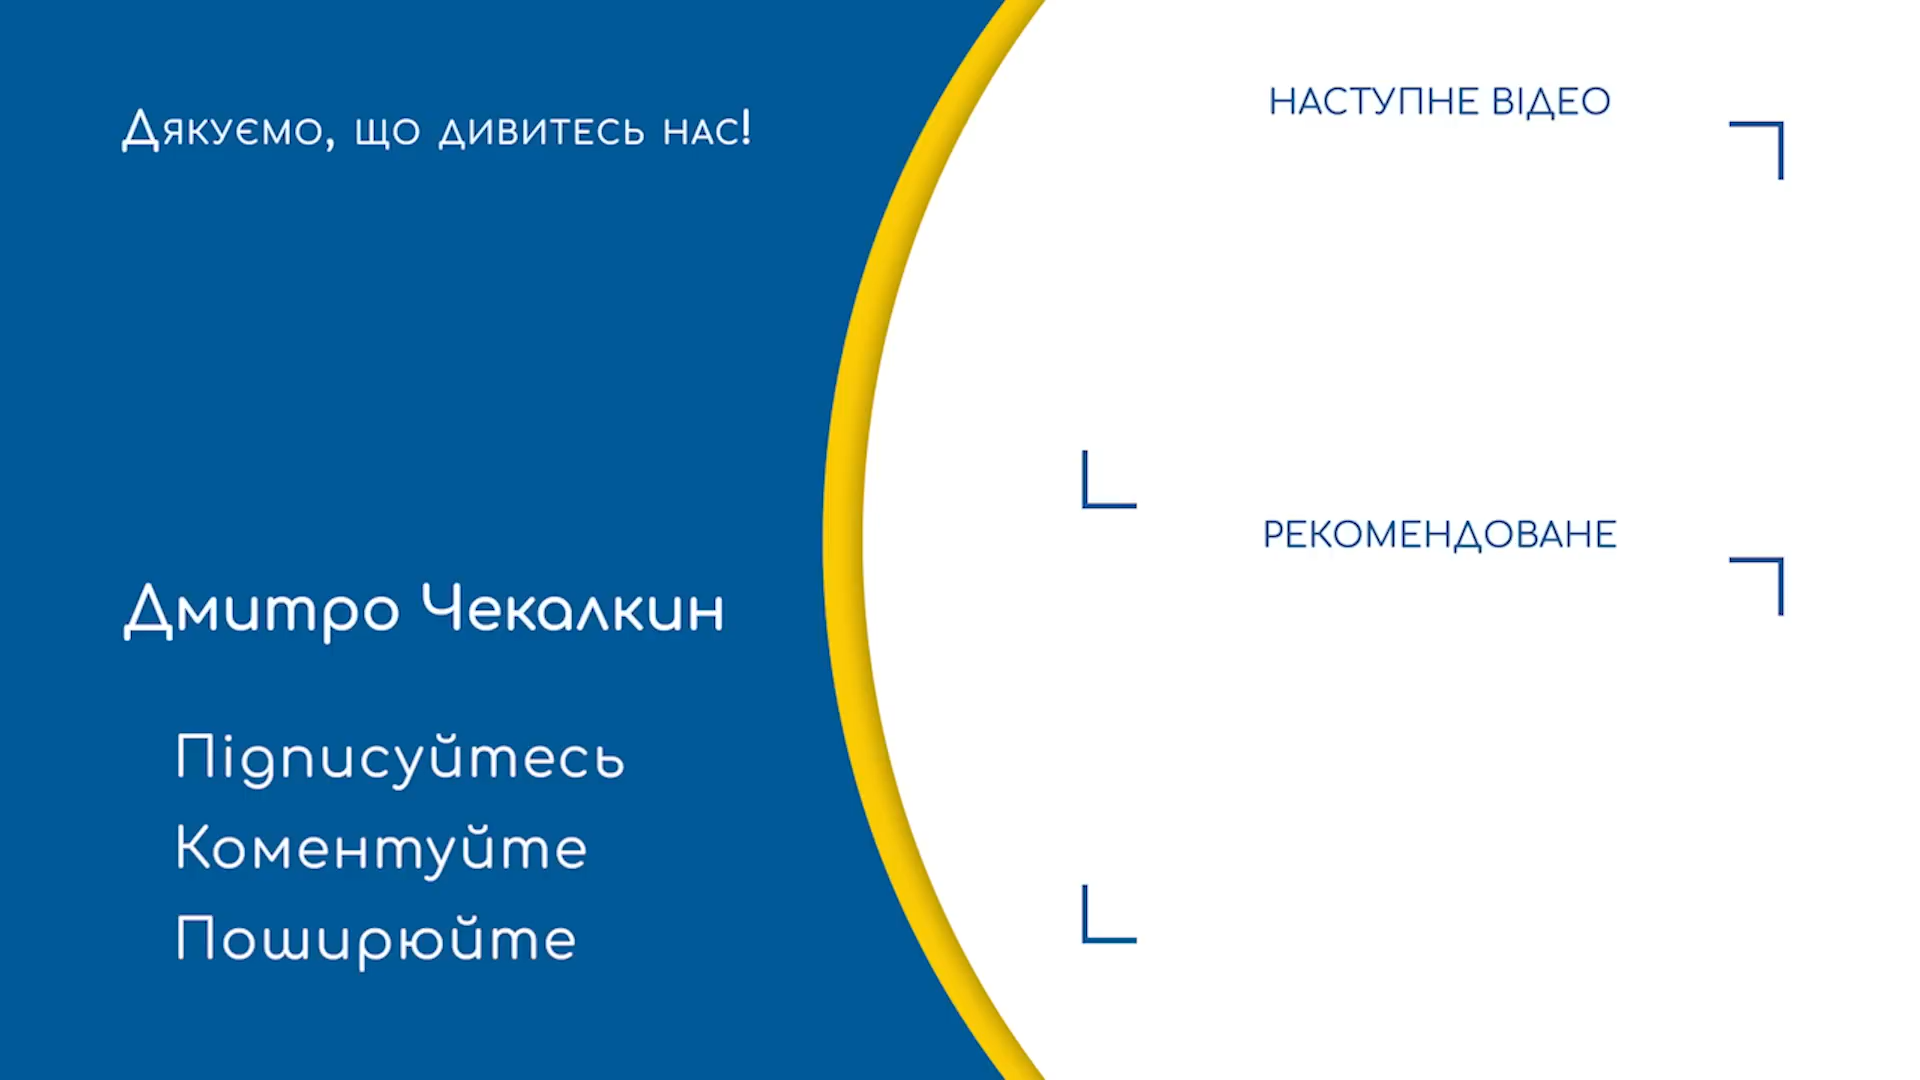 Дякуємо, що дивитесь нас!
Дмитро Чекалкин
Підписуйтесь
Коментуйте
Поширюйте
НАСТУПНЕ ВІДЕО
РЕКОМЕНДОВАНЕ